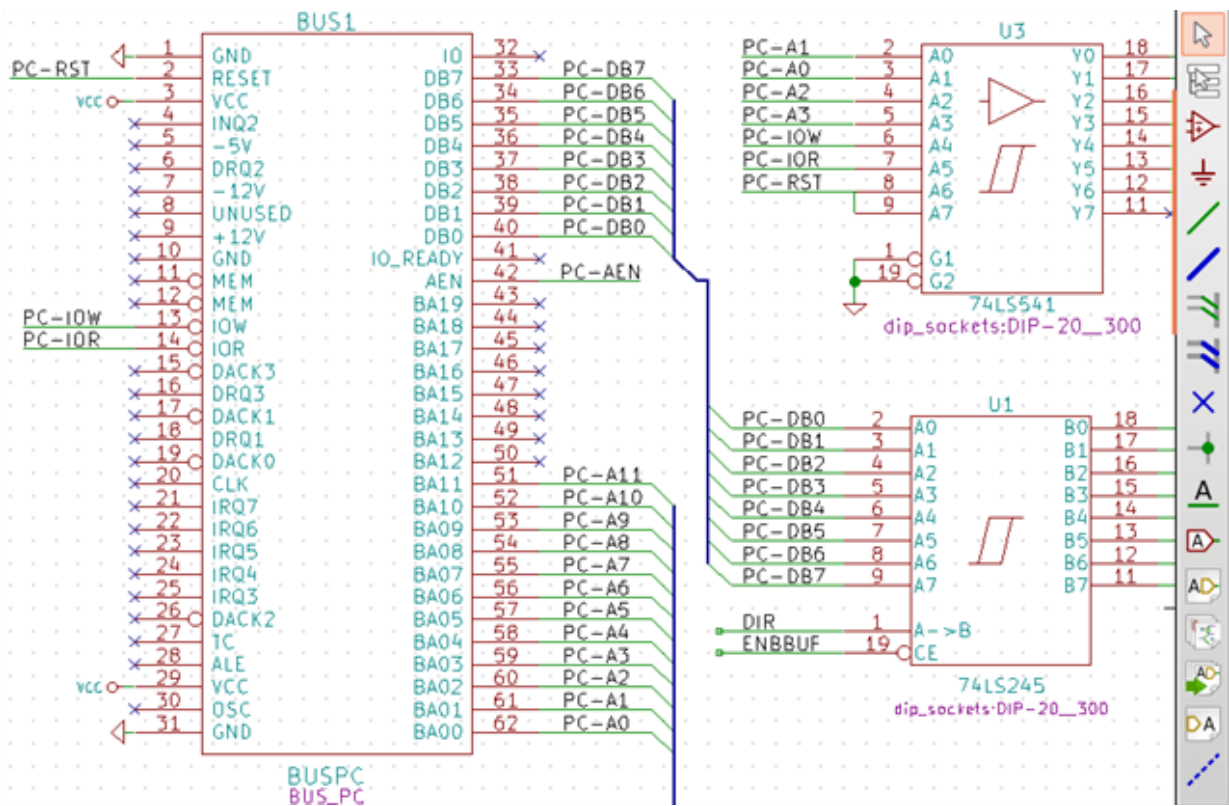 BUS1
1 GND IO 32
PC-RST 2 RESET DB7 33 PC-DB7
VCC 3 VCC DB6 34 PC-DB6
4 INQ2 DB5 35 PC-DB5
5 -5V DB4 36 PC-DB4
6 DRQ2 DB3 37 PC-DB3
7 -12V DB2 38 PC-DB2
8 UNUSED DB1 39 PC-DB1
9 +12V DB0 40 PC-DB0
10 GND IO_READY 41
11 MEM AEN 42 PC-AEN
12 MEM BA19 43
PC-IOW 13 IOW BA18 44
PC-IOR 14 IOR BA17 45
15 DACK3 BA16 46
16 DRQ3 BA15 47
17 DACK1 BA14 48
18 DRQ1 BA13 49
19 DACK0 BA12 50
20 CLK BA11 51 PC-A11
21 IRQ7 BA10 52 PC-A10
22 IRQ6 BA09 53 PC-A9
23 IRQ5 BA08 54 PC-A8
24 IRQ4 BA07 55 PC-A7
25 IRQ3 BA06 56 PC-A6
26 DACK2 BA05 57 PC-A5
27 TC BA04 58 PC-A4
28 ALE BA03 59 PC-A3
VCC 29 VCC BA02 60 PC-A2
30 OSC BA01 61 PC-A1
31 GND BA00 62 PC-A0
BUSPC
BUS_PC
U3
PC-A1 2 A0 Y0 18
PC-A0 3 A1 Y1 17
PC-A2 4 A2 Y2 16
PC-A3 5 A3 Y3 15
PC-IOW 6 A4 Y4 14
PC-IOR 7 A5 Y5 13
PC-RST 8 A6 Y6 12
9 A7 Y7 11
1 G1
19 G2
74LS541
dip_sockets:DIP-20__300
U1
PC-DB0 2 A0 B0 18
PC-DB1 3 A1 B1 17
PC-DB2 4 A2 B2 16
PC-DB3 5 A3 B3 15
PC-DB4 6 A4 B4 14
PC-DB5 7 A5 B5 13
PC-DB6 8 A6 B6 12
PC-DB7 9 A7 B7 11
DIR 1 A->B
ENBBUF 19 CE
74LS245
dip_sockets:DIP-20__300
A
A
AD
AD
DA